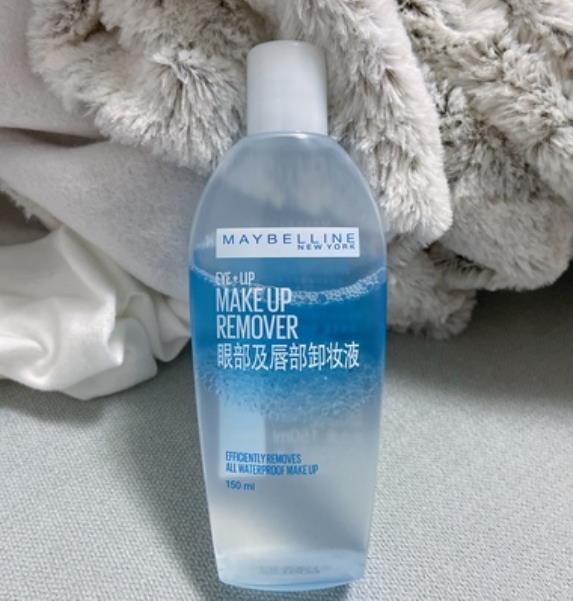 MAYBELLINE
NEW YORK
EYE+LIP
MAKE UP
REMOVER
眼部及唇部卸妆液
EFFICIENTLY REMOVES
ALL WATERPROOF MAKE UP
150 ml